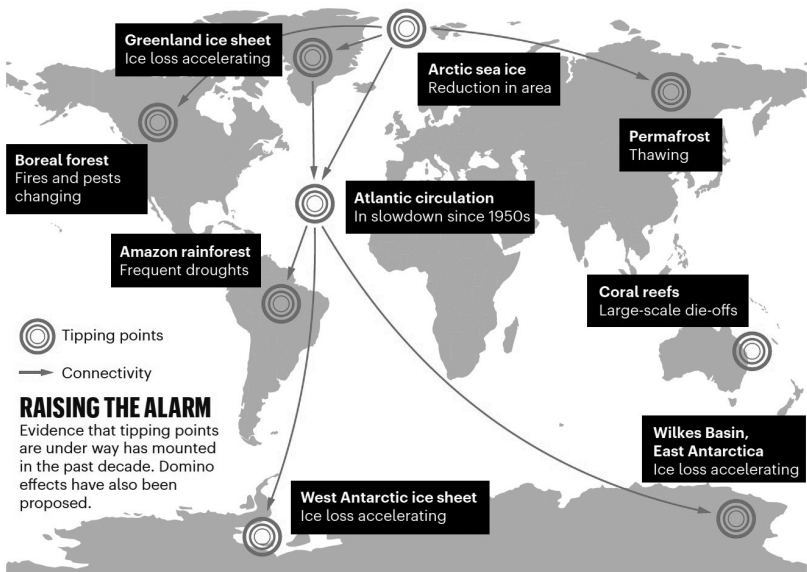 Greenland ice sheet
Ice loss accelerating
Arctic sea ice
Reduction in area
Permafrost
Thawing
Boreal forest
Fires and pests
changing
Atlantic circulation
In slowdown since 1950s
Amazon rainforest
Frequent droughts
Coral reefs
Large-scale die-offs
Tipping points
Connectivity
RAISING THE ALARM
Evidence that tipping points
are under way has mounted
in the past decade. Domino
effects have also been
proposed.
Wilkes Basin,
East Antarctica
Ice loss accelerating
West Antarctic ice sheet
Ice loss accelerating